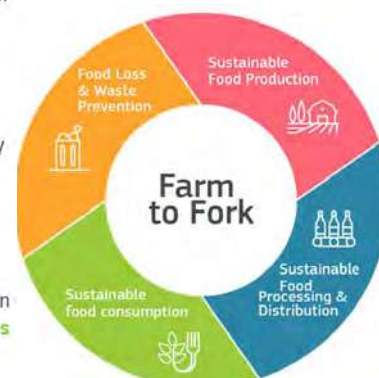 Food Loss
& Waste
Prevention
Sustainable
Food Production
Farm
to Fork
Sustainable
Food
Processing &
Distribution
Sustainable
food consumption